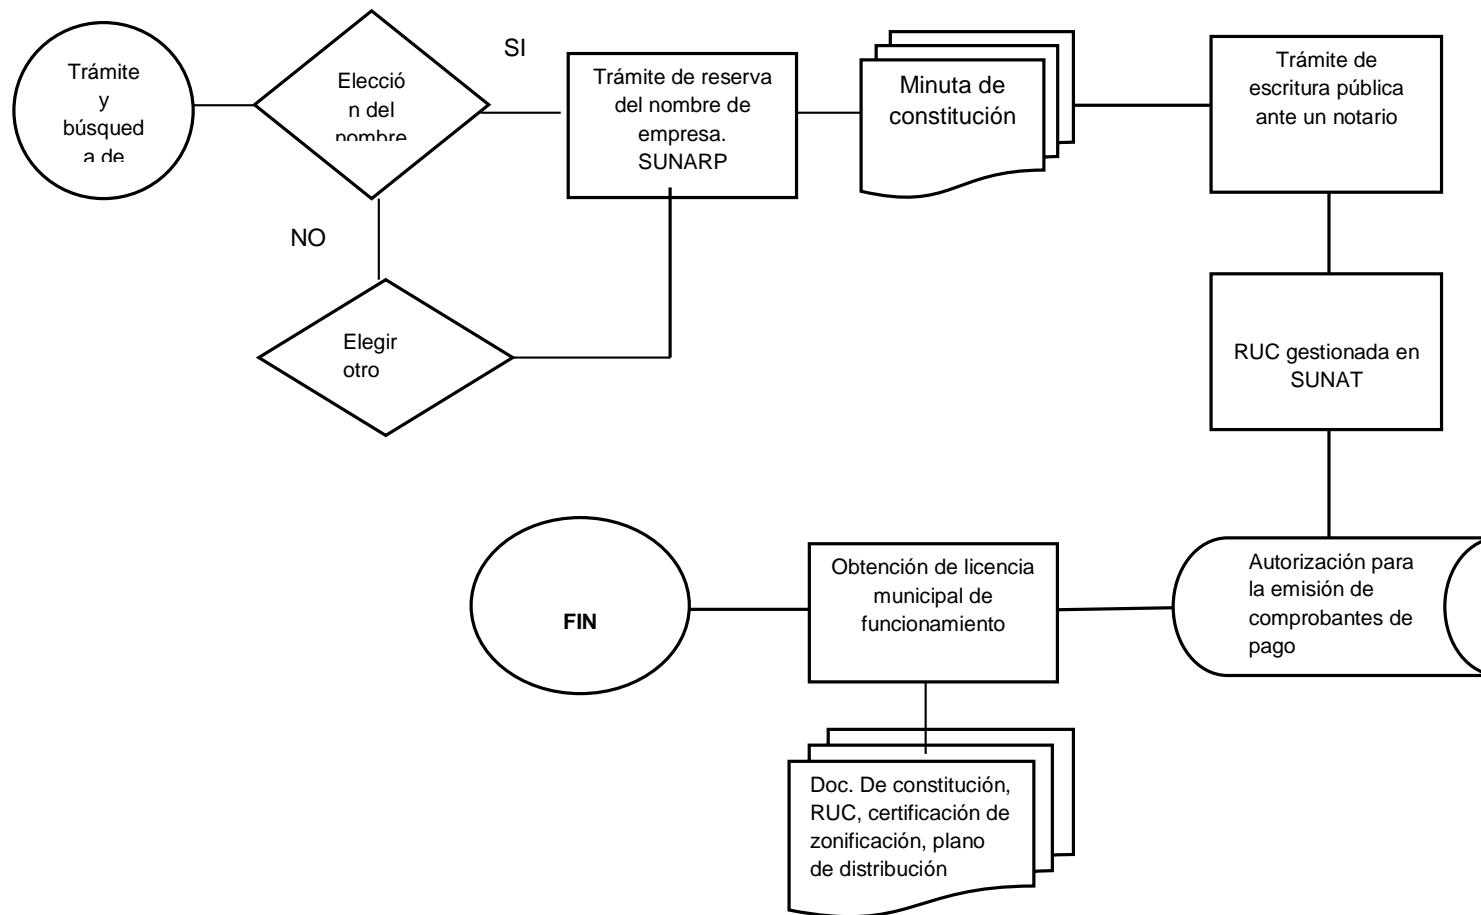 Trámite
y
búsqued
a de
Elecció
n del
nombre
SI
NO
Elegir
otro
Trámite de reserva
del nombre de
empresa.
SUNARP
Minuta de
constitución
Trámite de
escritura pública
ante un notario
RUC gestionada en
SUNAT
Autorización para
la emisión de
comprobantes de
pago
Obtención de licencia
municipal de
funcionamiento
FIN
Doc. De constitución,
RUC, certificación de
zonificación, plano
de distribución